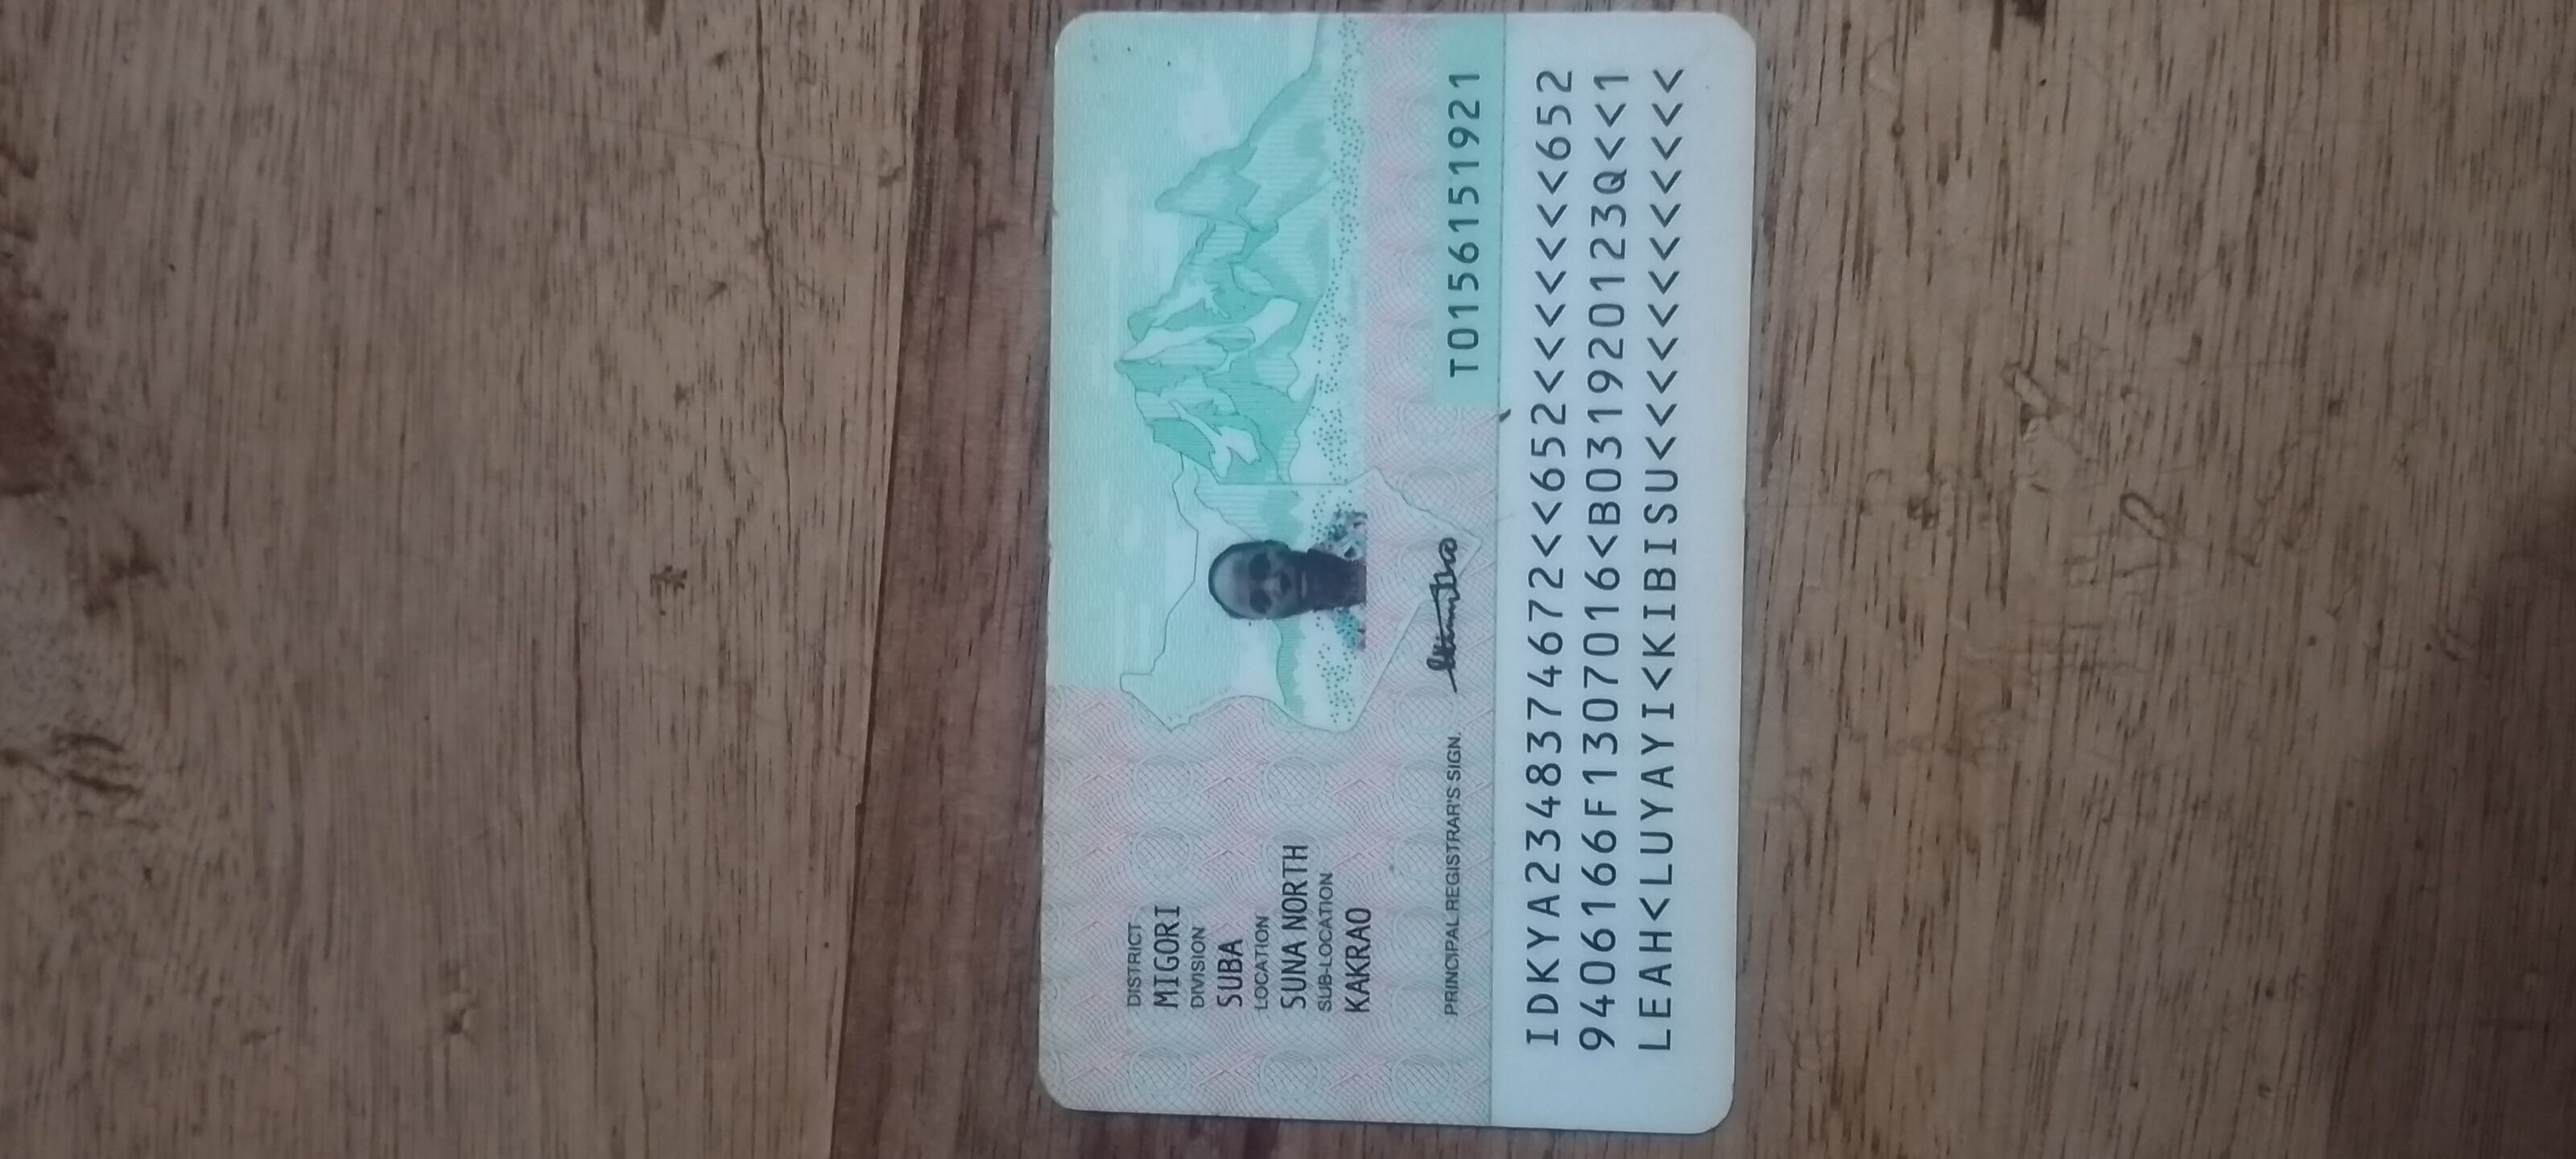 DISTRICT
MIGORI
DIVISION
SUBA
LOCATION
SUNA NORTH
SUB-LOCATION
KAKRAO
PRINCIPAL REGISTRAR'S SIGN.
T0156151921
IDKYA2348374672<<652<<<<<<<<652
9406166F1307016<B031920123Q<<1
LEAH<LUYAYI<KIBISU<<<<<<<<<<<<